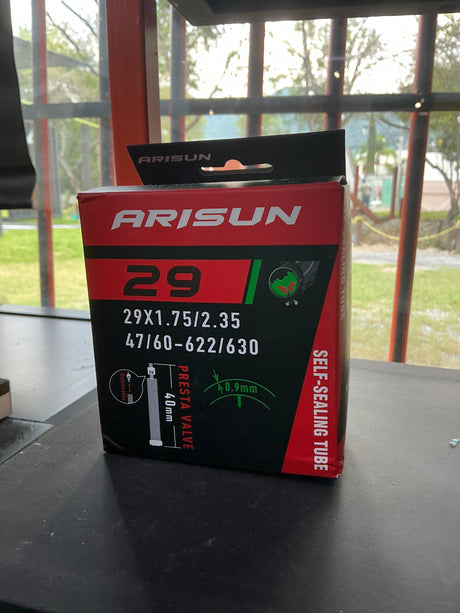 ARISUN
ARISUN
29
29X1.75/2.35
47/60-622/630
PRESTA VALVE
40mm
0.9mm
SELF-SEALING TUBE